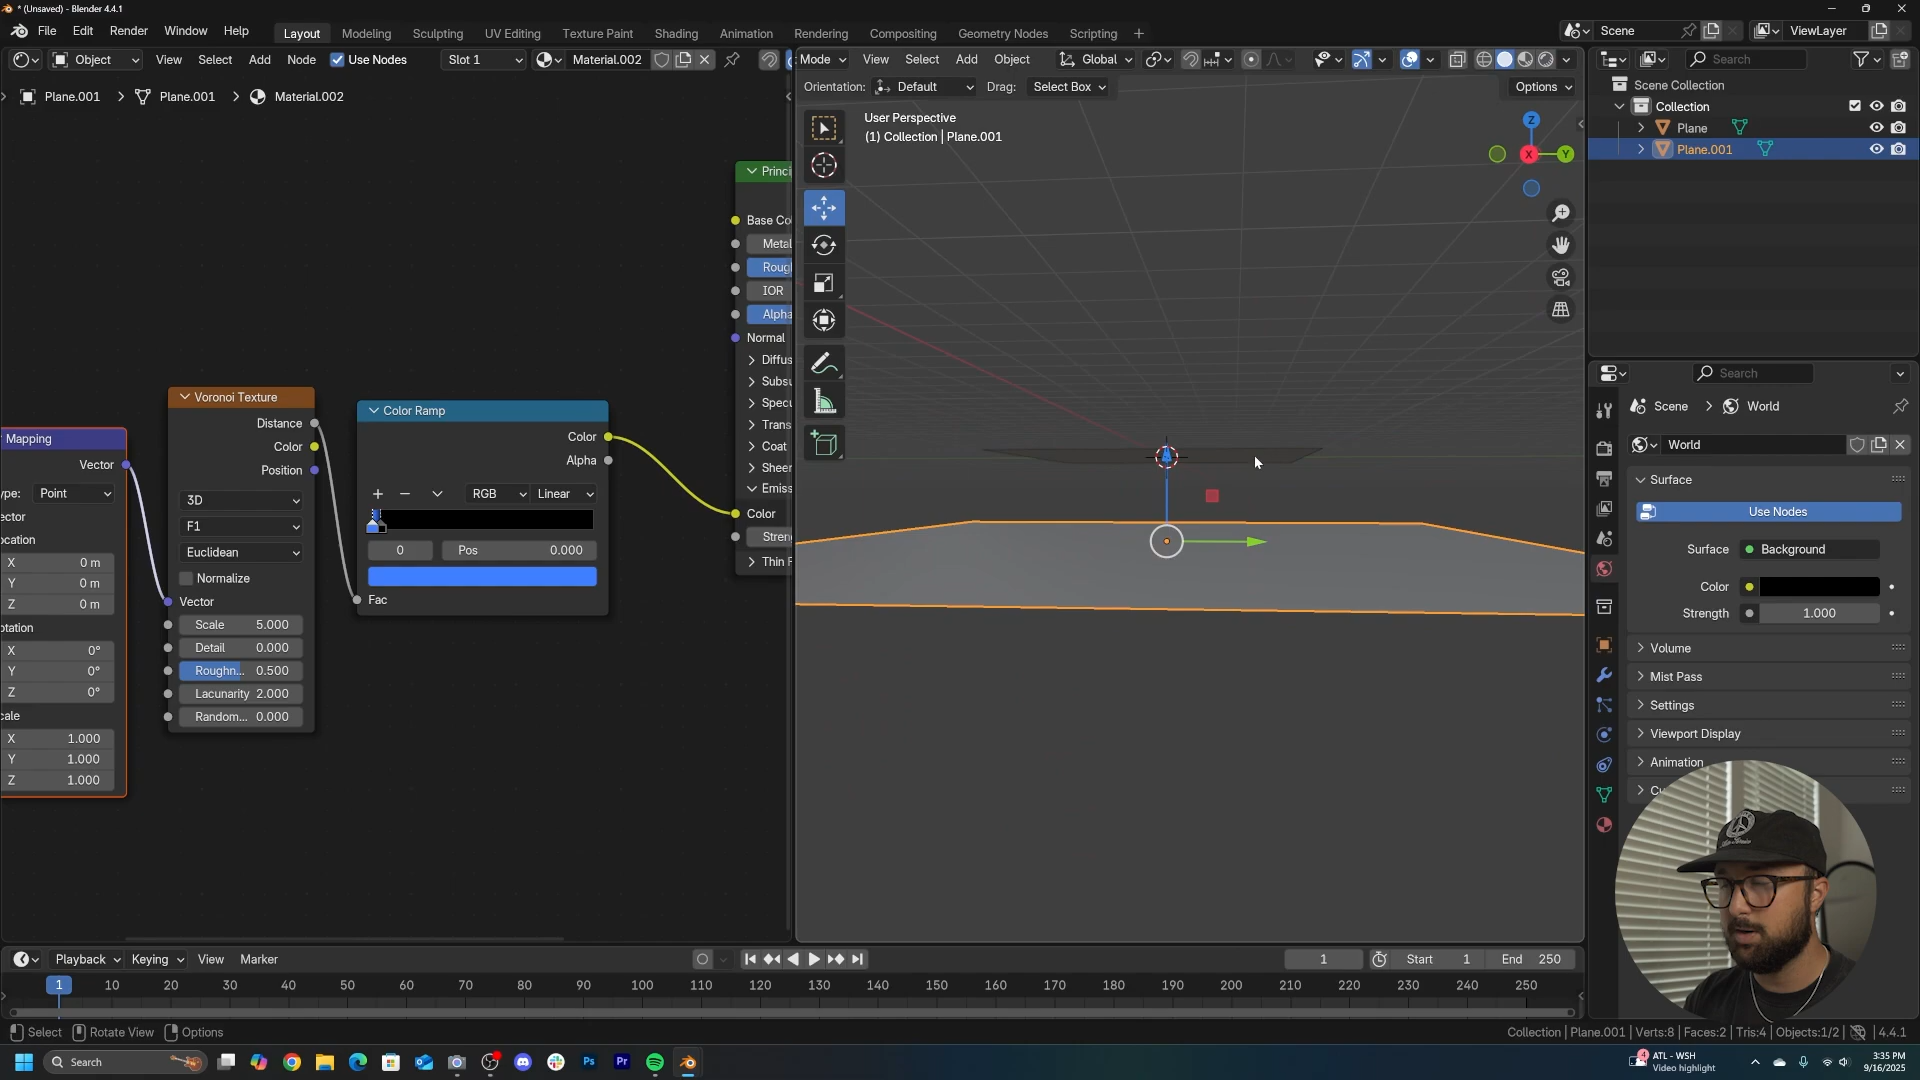 * (Unsaved) - Blender 4.4.1
File Edit Render Window Help Layout Modeling Sculpting UV Editing Texture Paint Shading Animation Rendering Compositing Geometry Nodes Scripting + Scene ViewLayer
Object View Select Add Node Use Nodes Slot 1 Material.002
Mode View Select Add Object Global
Search
Plane.001 > Plane.001 > Material.002
Orientation: Default Drag: Select Box Options
User Perspective
(1) Collection | Plane.001
Z
X
Y
Scene Collection
Collection
Plane
Plane.001
Base Co
Metal
IOR
Alpha
Normal
Diffus
Subsu
Specu
Trans
Coat
Sheer
Emiss
Color
Stren
Thin F
Voronoi Texture
Distance
Color
Position
3D
F1
Euclidean
Normalize
Vector
Scale 5.000
Detail 0.000
Roughn... 0.500
Lacunarity 2.000
Random... 0.000
Color Ramp
Color
Alpha
RGB Linear
0 Pos 0.000
Fac
Mapping
Vector
ype: Point
ector
ocation
X 0 m
Y 0 m
Z 0 m
otation
X 0°
Y 0°
Z 0°
cale
X 1.000
Y 1.000
Z 1.000
Search
Scene > World
World
Surface
Use Nodes
Surface Background
Color
Strength 1.000
Volume
Mist Pass
Settings
Viewport Display
Animation
Cu
Playback Keying View Marker 1 Start 1 End 250
1 10 20 30 40 50 60 70 80 90 100 110 120 130 140 150 160 170 180 190 200 210 220 230 240 250
Select Rotate View Options Collection | Plane.001 | Verts:8 | Faces:2 | Tris:4 | Objects:1/2 | 4.4.1
Search
Ps
Pr
4
ATL - WSH
Video highlight
3:35 PM
9/16/2025